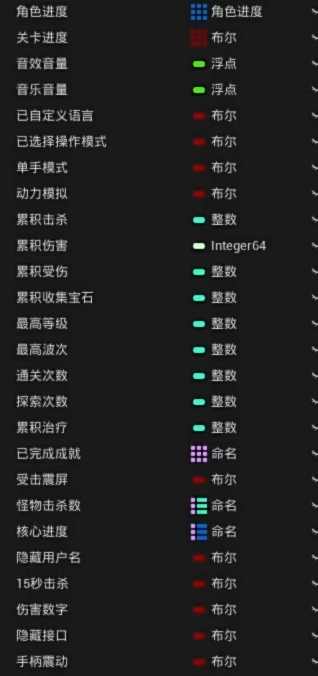 角色进度 角色进度
关卡进度 布尔
音效音量 浮点
音乐音量 浮点
已自定义语言 布尔
已选择操作模式 布尔
单手模式 布尔
动力模拟 布尔
累积击杀 整数
累积伤害 Integer64
累积受伤 整数
累积收集宝石 整数
最高等级 整数
最高波次 整数
通关次数 整数
探索次数 整数
累积治疗 整数
已完成成就 命名
受击震屏 布尔
怪物击杀数 命名
核心进度 命名
隐藏用户名 布尔
15秒击杀 布尔
伤害数字 布尔
隐藏接口 布尔
手柄震动 布尔